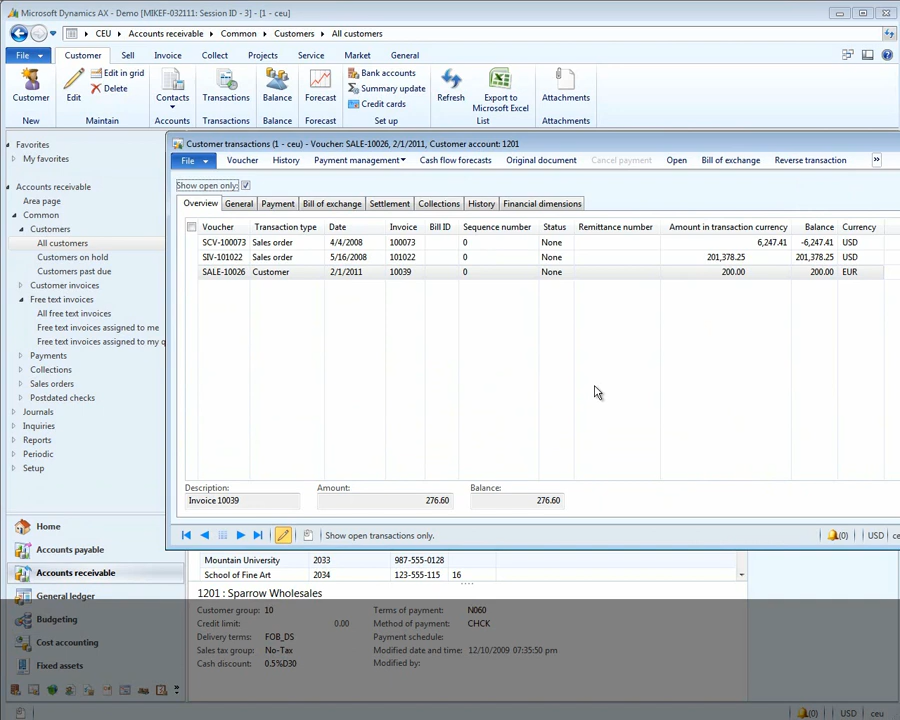 Microsoft Dynamics AX - Demo [MIKEF-032111: Session ID - 3] - [1 - ceu]
CEU Accounts receivable Common Customers All customers
File Customer Sell Invoice Collect Projects Service Market General
Customer
New
Edit
Edit in grid
Delete
Maintain
Contacts
Accounts
Transactions
Transactions
Balance
Balance
Forecast
Forecast
Bank accounts
Summary update
Credit cards
Set up
Refresh
Export to
Microsoft Excel
List
Attachments
Attachments
Favorites
My favorites
Accounts receivable
Area page
Common
Customers
All customers
Customers on hold
Customers past due
Customer invoices
Free text invoices
All free text invoices
Free text invoices assigned to me
Free text invoices assigned to my q
Payments
Collections
Sales orders
Postdated checks
Journals
Inquiries
Reports
Periodic
Setup
Home
Accounts payable
Accounts receivable
General ledger
Budgeting
Cost accounting
Fixed assets
Customer transactions (1 - ceu) - Voucher: SALE-10026, 2/1/2011, Customer account: 1201
File Voucher History Payment management Cash flow forecasts Original document Cancel payment Open Bill of exchange Reverse transaction »
Show open only:
Overview General Payment Bill of exchange Settlement Collections History Financial dimensions
Voucher Transaction type Date Invoice Bill ID Sequence number Status Remittance number Amount in transaction currency Balance Currency
SCV-100073 Sales order 4/4/2008 100073 0 None 6,247.41 -6,247.41 USD
SIV-101022 Sales order 5/16/2008 101022 0 None 201,378.25 201,378.25 USD
SALE-10026 Customer 2/1/2011 10039 0 None 200.00 200.00 EUR
Description: Amount: Balance:
Invoice 10039 276.60 276.60
Show open transactions only. (0) USD ce
Mountain University 2033 987-555-0128
School of Fine Art 2034 123-555-115 16
1201 : Sparrow Wholesales
Customer group: 10 Terms of payment: N060
Credit limit: 0.00 Method of payment: CHCK
Delivery terms: FOB_DS Payment schedule:
Sales tax group: No-Tax Modified date and time: 12/10/2009 07:35:50 pm
Cash discount: 0.5%D30 Modified by:
(0) USD ceu